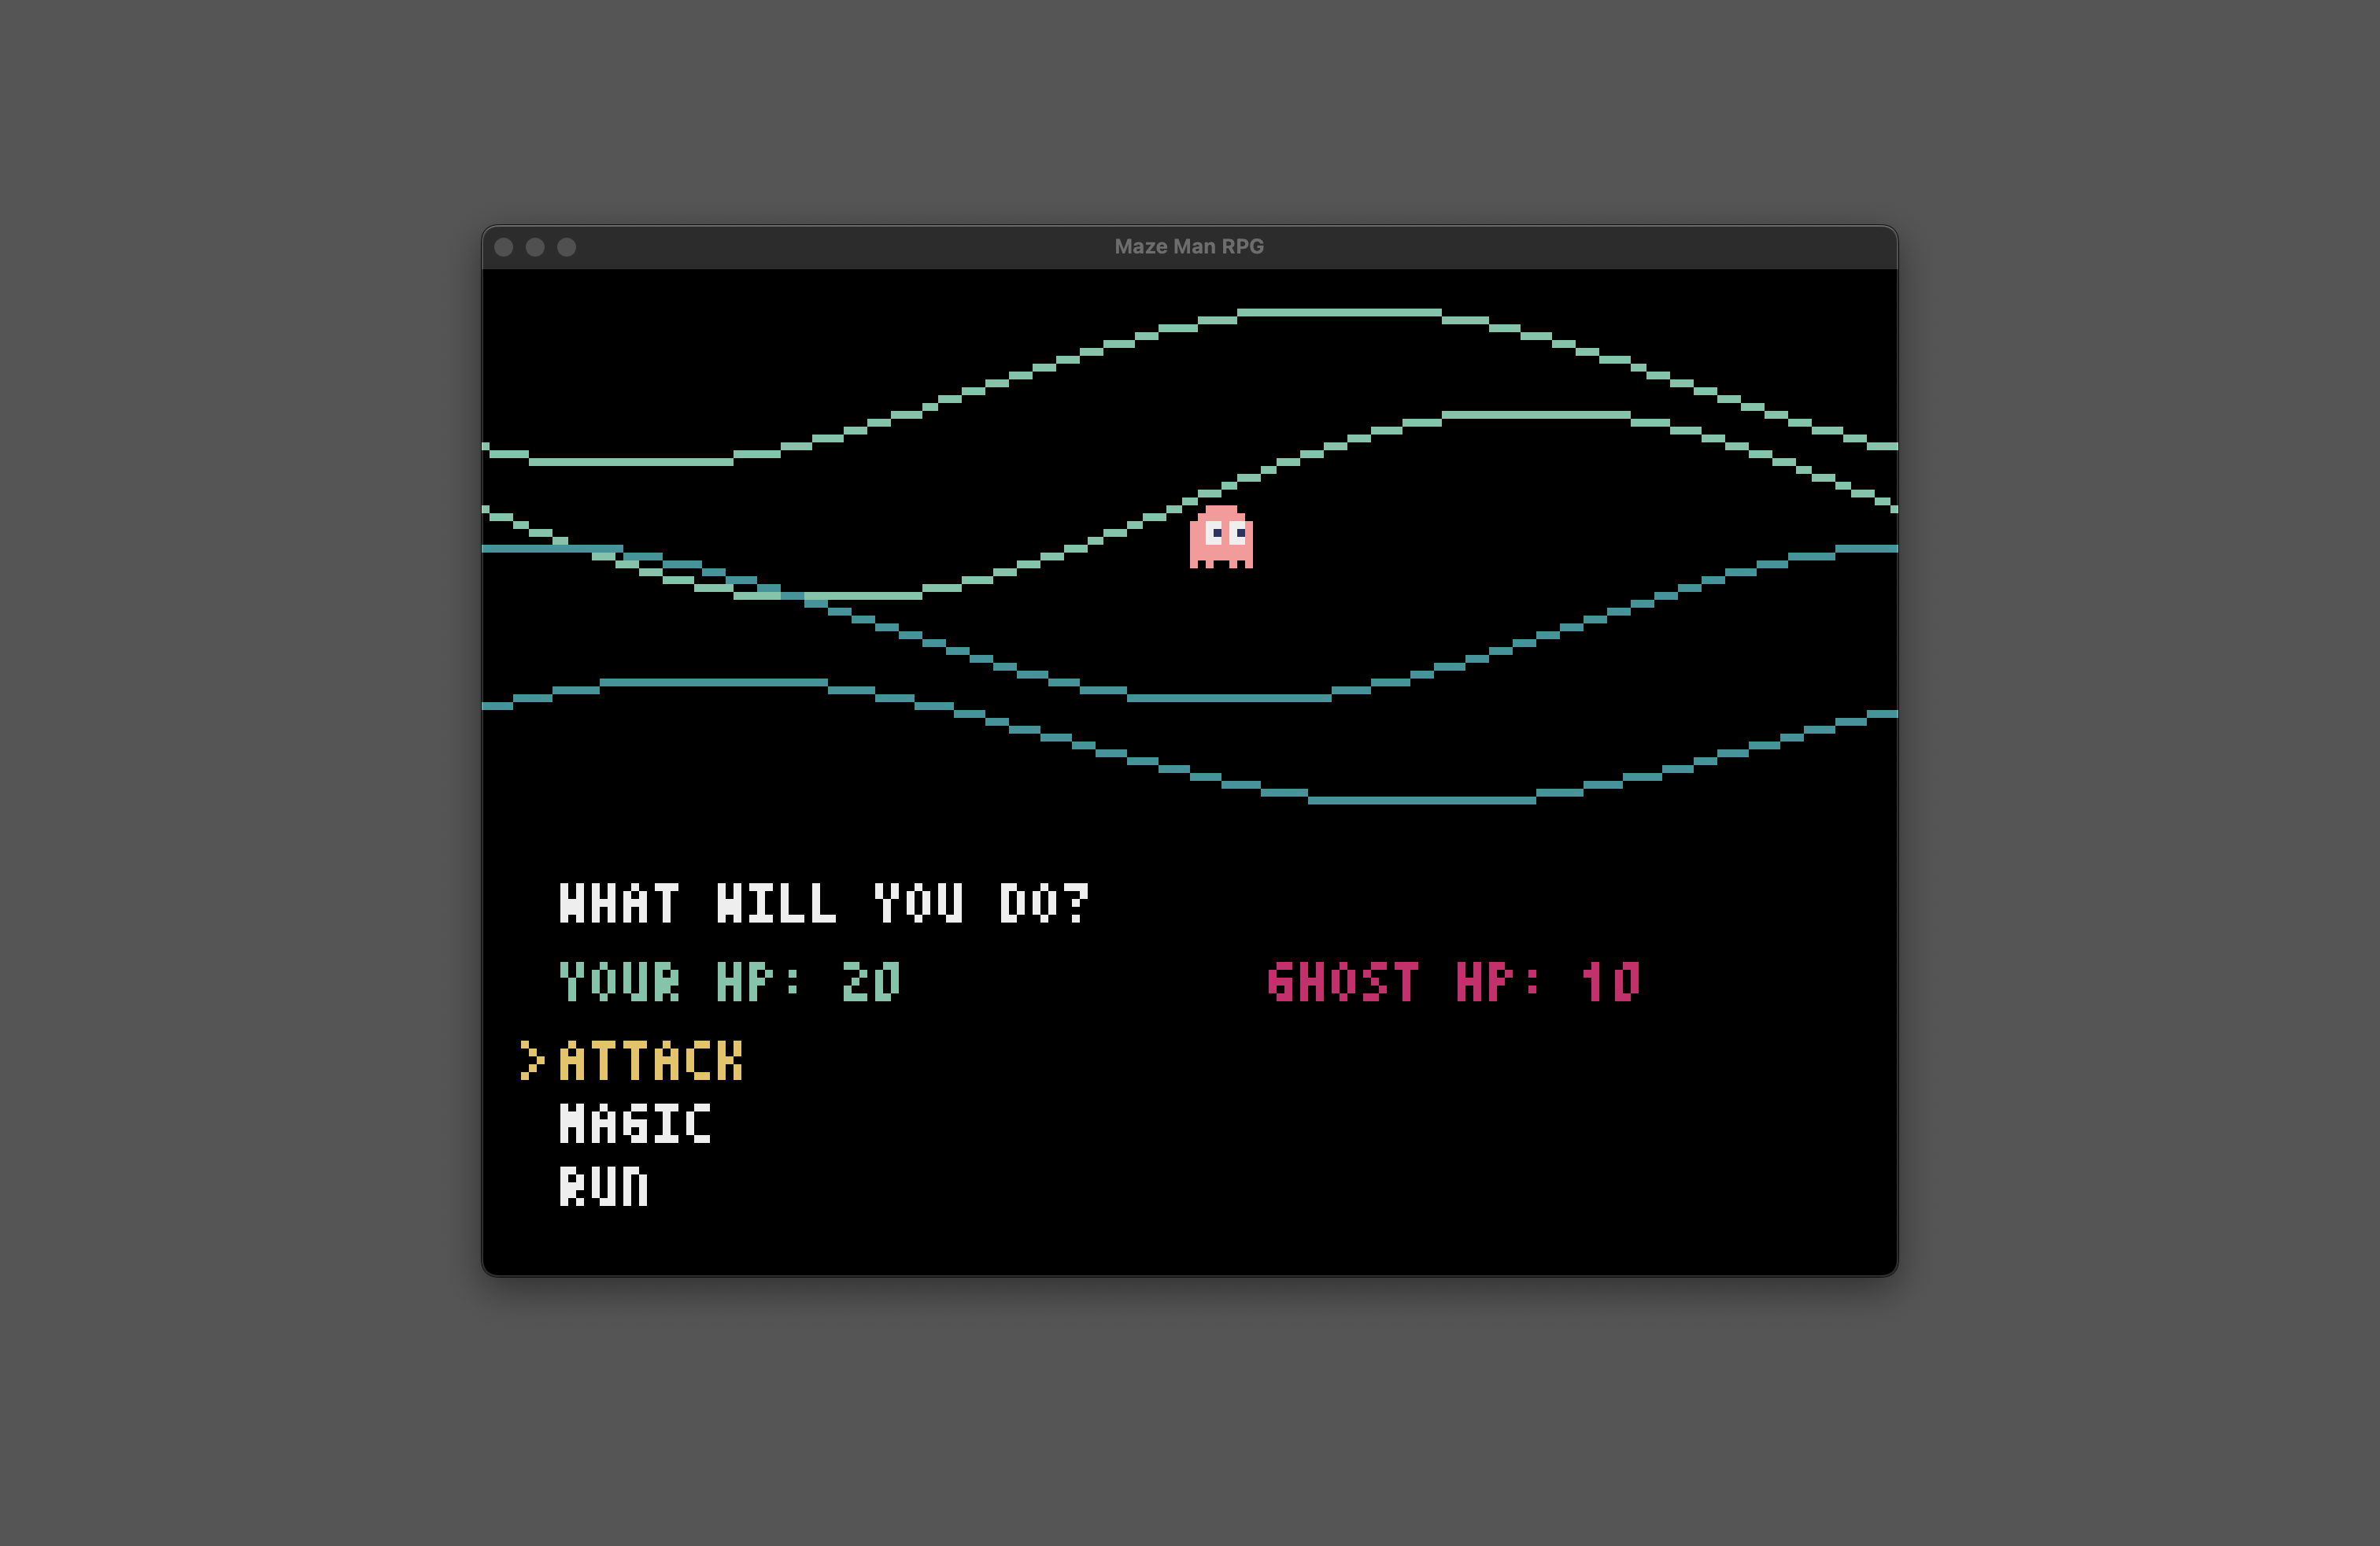 Maze Man RPG
WHAT WILL YOU DO?
YOUR HP: 20
GHOST HP: 10
>ATTACK
MAGIC
RUN